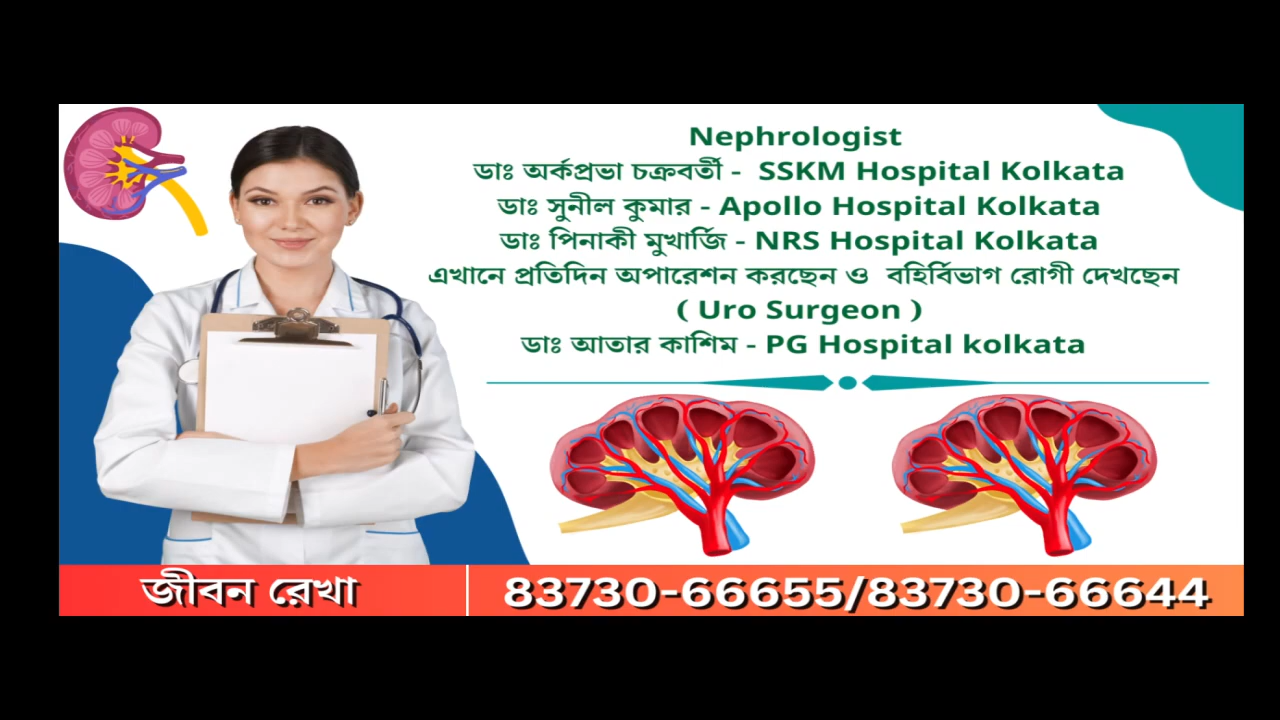 Nephrologist
ডাঃ অর্কপ্রভা চক্রবর্তী - SSKM Hospital Kolkata
ডাঃ সুনীল কুমার - Apollo Hospital Kolkata
ডাঃ পিনাকী মুখার্জি - NRS Hospital Kolkata
এখানে প্রতিদিন অপারেশন করছেন ও বহির্বিভাগ রোগী দেখছেন
( Uro Surgeon )
ডাঃ আতার কাশিম - PG Hospital kolkata
জীবন রেখা
83730-66655/83730-66644